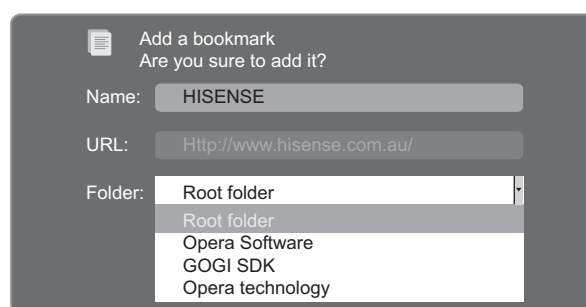 Add a bookmark
Are you sure to add it?
Name: HISENSE
URL: Http://www.hisense.com.au/
Folder: Root folder
Root folder
Opera Software
GOGI SDK
Opera technology